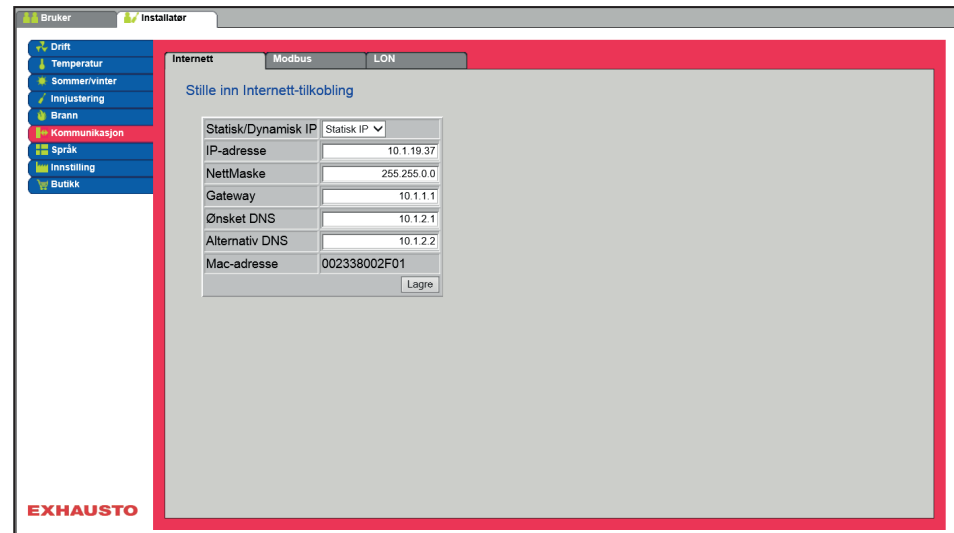 Bruker Installatør
Drift
Temperatur
Sommer/vinter
Innjustering
Brann
Kommunikasjon
Språk
Innstilling
Butikk
Internett Modbus LON
Stille inn Internett-tilkobling
Statisk/Dynamisk IP Statisk IP
IP-adresse 10.1.19.37
NettMaske 255.255.0.0
Gateway 10.1.1.1
Ønsket DNS 10.1.2.1
Alternativ DNS 10.1.2.2
Mac-adresse 002338002F01
Lagre
EXHAUSTO